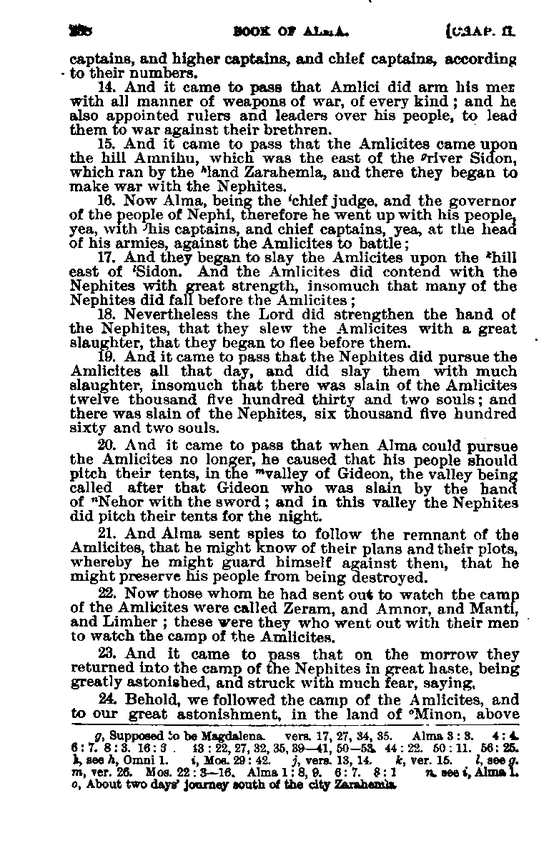 BOOK OF ALMA. [CHAP. II.
captains, and higher captains, and chief captains, according
to their numbers.
14. And it came to pass that Amlici did arm his men
with all manner of weapons of war, of every kind ; and he
also appointed rulers and leaders over his people, to lead
them to war against their brethren.
15. And it came to pass that the Amlicites came upon
the hill Amnihu, which was the east of the ᵍriver Sidon,
which ran by the ʰland Zarahemla, and there they began to
make war with the Nephites.
16. Now Alma, being the ⁱchief judge, and the governor
of the people of Nephi, therefore he went up with his people,
yea, with ʲhis captains, and chief captains, yea, at the head
of his armies, against the Amlicites to battle ;
17. And they began to slay the Amlicites upon the ᵏhill
east of ˡSidon. And the Amlicites did contend with the
Nephites with great strength, insomuch that many of the
Nephites did fall before the Amlicites ;
18. Nevertheless the Lord did strengthen the hand of
the Nephites, that they slew the Amlicites with a great
slaughter, that they began to flee before them.
19. And it came to pass that the Nephites did pursue the
Amlicites all that day, and did slay them with much
slaughter, insomuch that there was slain of the Amlicites
twelve thousand five hundred thirty and two souls ; and
there was slain of the Nephites, six thousand five hundred
sixty and two souls.
20. And it came to pass that when Alma could pursue
the Amlicites no longer, he caused that his people should
pitch their tents, in the ᵐvalley of Gideon, the valley being
called after that Gideon who was slain by the hand
of ⁿNehor with the sword ; and in this valley the Nephites
did pitch their tents for the night.
21. And Alma sent spies to follow the remnant of the
Amlicites, that he might know of their plans and their plots,
whereby he might guard himself against them, that he
might preserve his people from being destroyed.
22. Now those whom he had sent out to watch the camp
of the Amlicites were called Zeram, and Amnor, and Manti,
and Limher ; these were they who went out with their men
to watch the camp of the Amlicites.
23. And it came to pass that on the morrow they
returned into the camp of the Nephites in great haste, being
greatly astonished, and struck with much fear, saying,
24. Behold, we followed the camp of the Amlicites, and
to our great astonishment, in the land of ᵒMinon, above
g, Supposed to be Magdalena. vers. 17, 27, 34, 35. Alma 3 : 3. 4 : 4.
6 : 7. 8 : 3. 16 : 22, 27, 32, 35, 39—41, 50—53. 44 : 22. 50 : 11. 56 : 25.
h, see h, Omni 1. i, Mos. 29 : 42. j, vers. 13, 14. k, ver. 15. l, see g.
m, ver. 26. Mos. 22 : 3—16. Alma 1 : 8, 9. 6 : 7. 8 : 1 n, see i, Alma 1.
o, About two days' journey south of the city Zarahemla